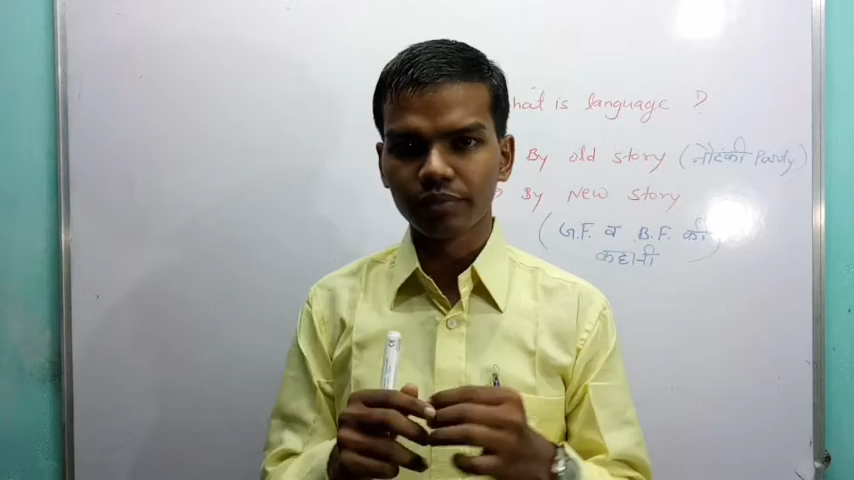 hat is language ?
By old story (नौटंकी Party)
By New story
(G.F. व B.F. की
कहानी )